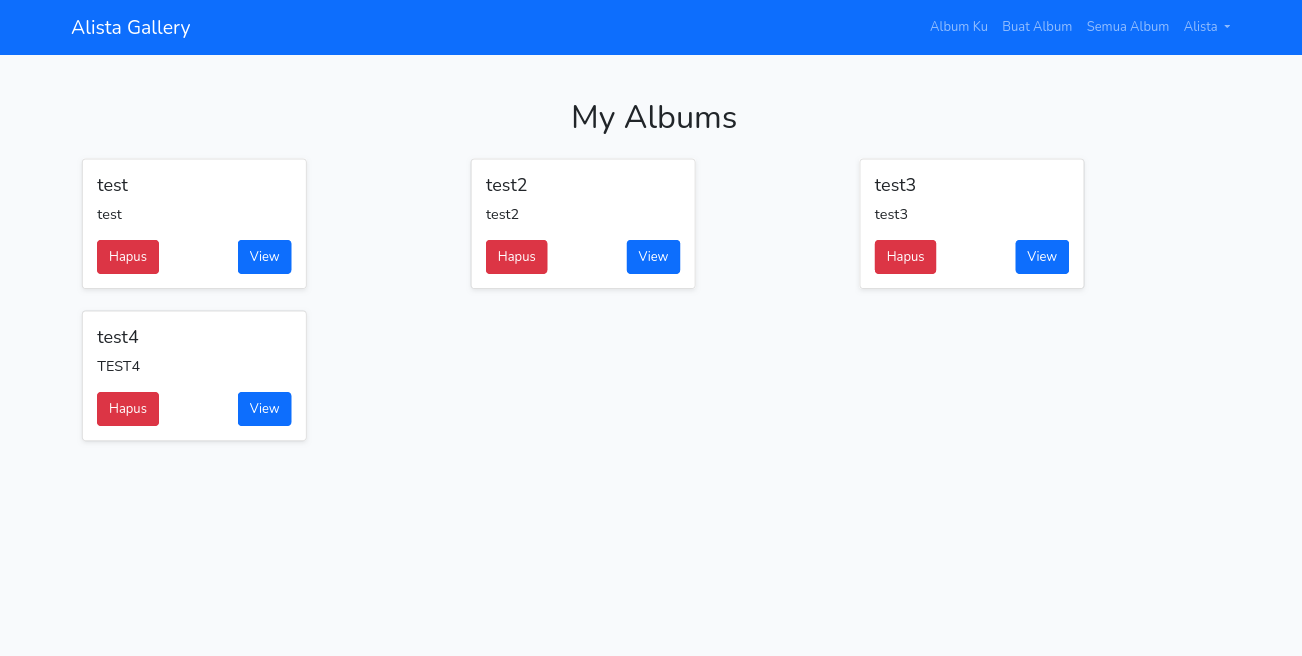 Alista Gallery
Album Ku Buat Album Semua Album Alista
My Albums
test
test
Hapus View
test2
test2
Hapus View
test3
test3
Hapus View
test4
TEST4
Hapus View